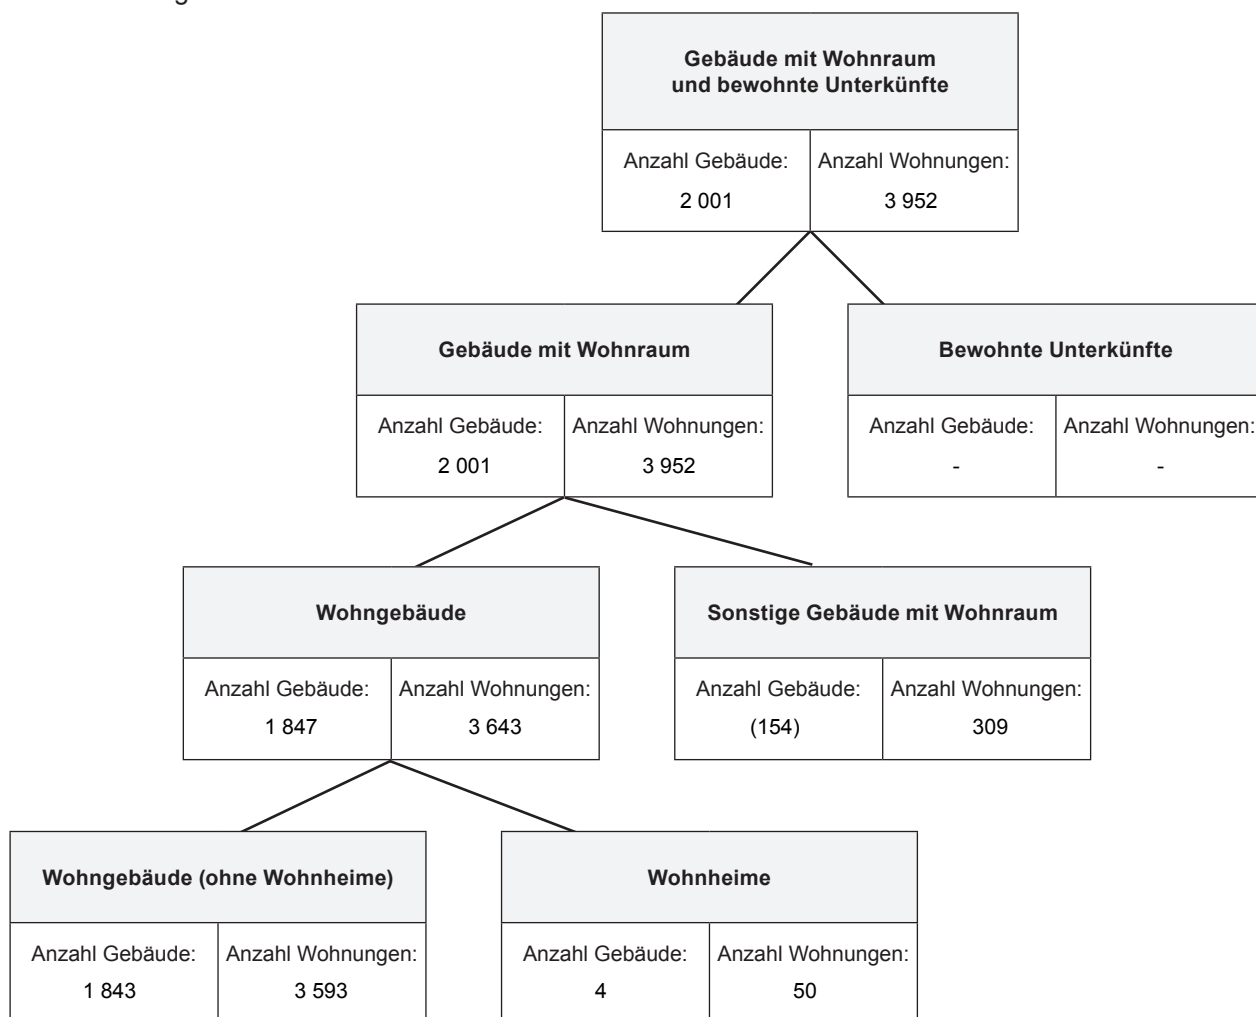 Gebäude mit Wohnraum
und bewohnte Unterkünfte
Anzahl Gebäude: Anzahl Wohnungen:
2 001 3 952
Gebäude mit Wohnraum Bewohnte Unterkünfte
Anzahl Gebäude: Anzahl Wohnungen: Anzahl Gebäude: Anzahl Wohnungen:
2 001 3 952 - -
Wohngebäude Sonstige Gebäude mit Wohnraum
Anzahl Gebäude: Anzahl Wohnungen: Anzahl Gebäude: Anzahl Wohnungen:
1 847 3 643 (154) 309
Wohngebäude (ohne Wohnheime) Wohnheime
Anzahl Gebäude: Anzahl Wohnungen: Anzahl Gebäude: Anzahl Wohnungen:
1 843 3 593 4 50